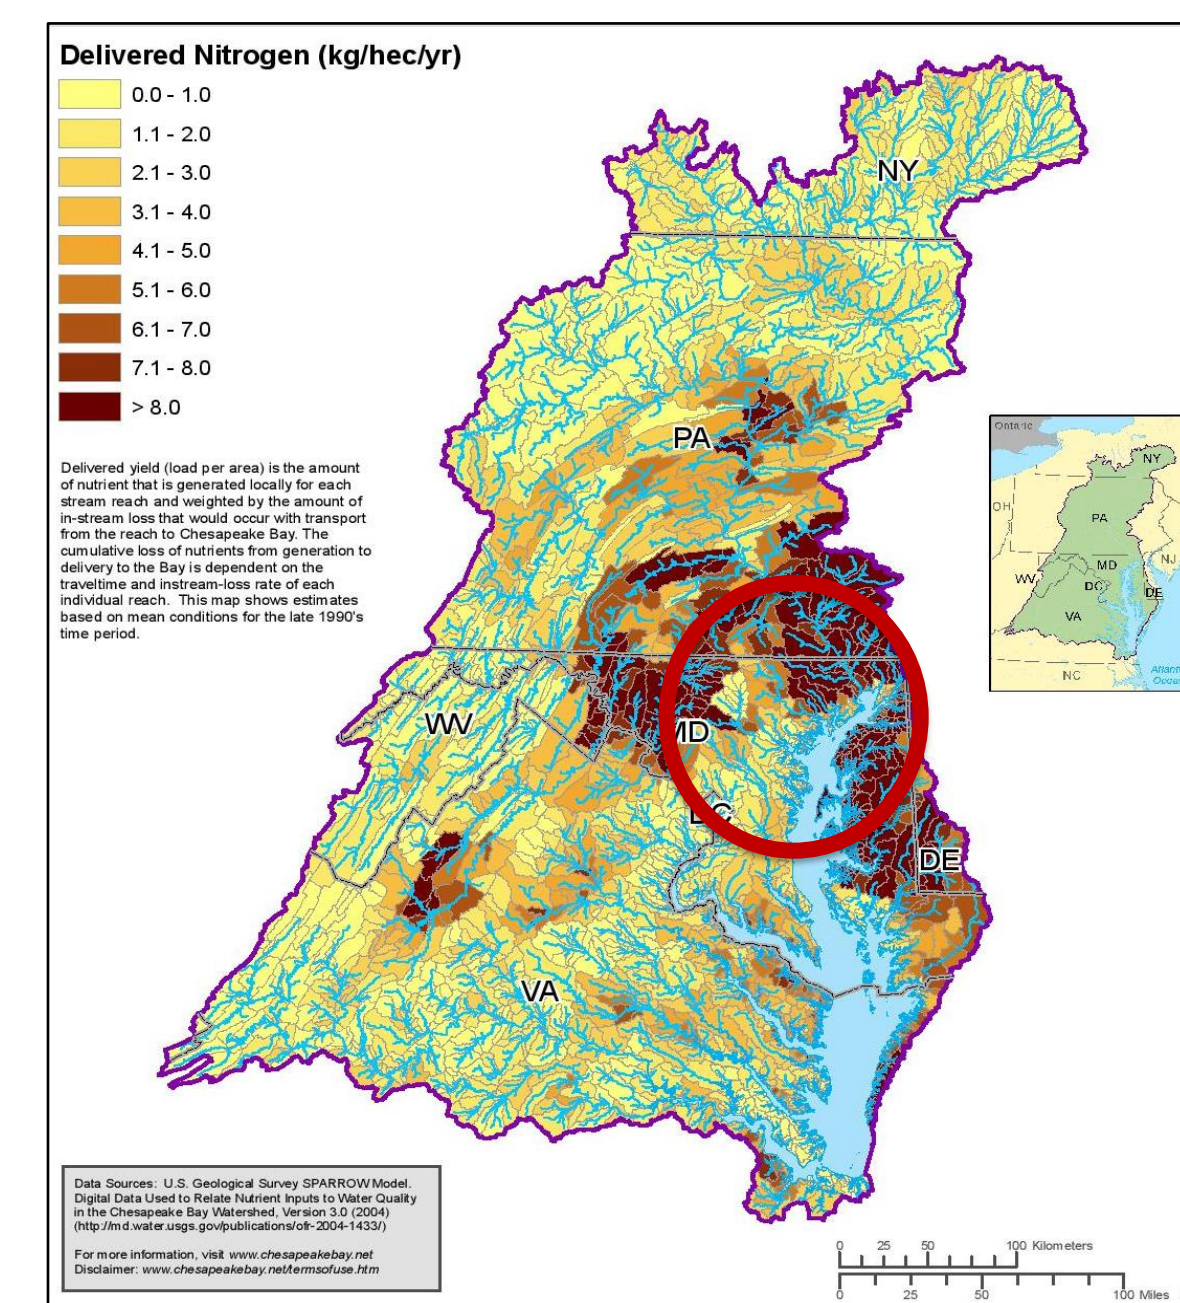 Delivered Nitrogen (kg/hec/yr)
0.0 - 1.0
1.1 - 2.0
2.1 - 3.0
3.1 - 4.0
4.1 - 5.0
5.1 - 6.0
6.1 - 7.0
7.1 - 8.0
> 8.0
Delivered yield (load per area) is the amount
of nutrient that is generated locally for each
stream reach and weighted by the amount of
in-stream loss that would occur with transport
from the reach to Chesapeake Bay. The
cumulative loss of nutrients from generation to
delivery to the Bay is dependent on the
traveltime and instream-loss rate of each
individual reach. This map shows estimates
based on mean conditions for the late 1990's
time period.
NY
PA
WV
MD
DC
DE
VA
Ontario
NY
OH
PA
NJ
MD
WV
DC
DE
VA
NC
Atlantic
Ocean
Data Sources: U.S. Geological Survey SPARROW Model.
Digital Data Used to Relate Nutrient Inputs to Water Quality
in the Chesapeake Bay Watershed, Version 3.0 (2004)
(http://md.water.usgs.gov/publications/ofr-2004-1433/)
For more information, visit www.chesapeakebay.net
Disclaimer: www.chesapeakebay.net/termsofuse.htm
0 25 50 100 Kilometers
0 25 50 100 Miles